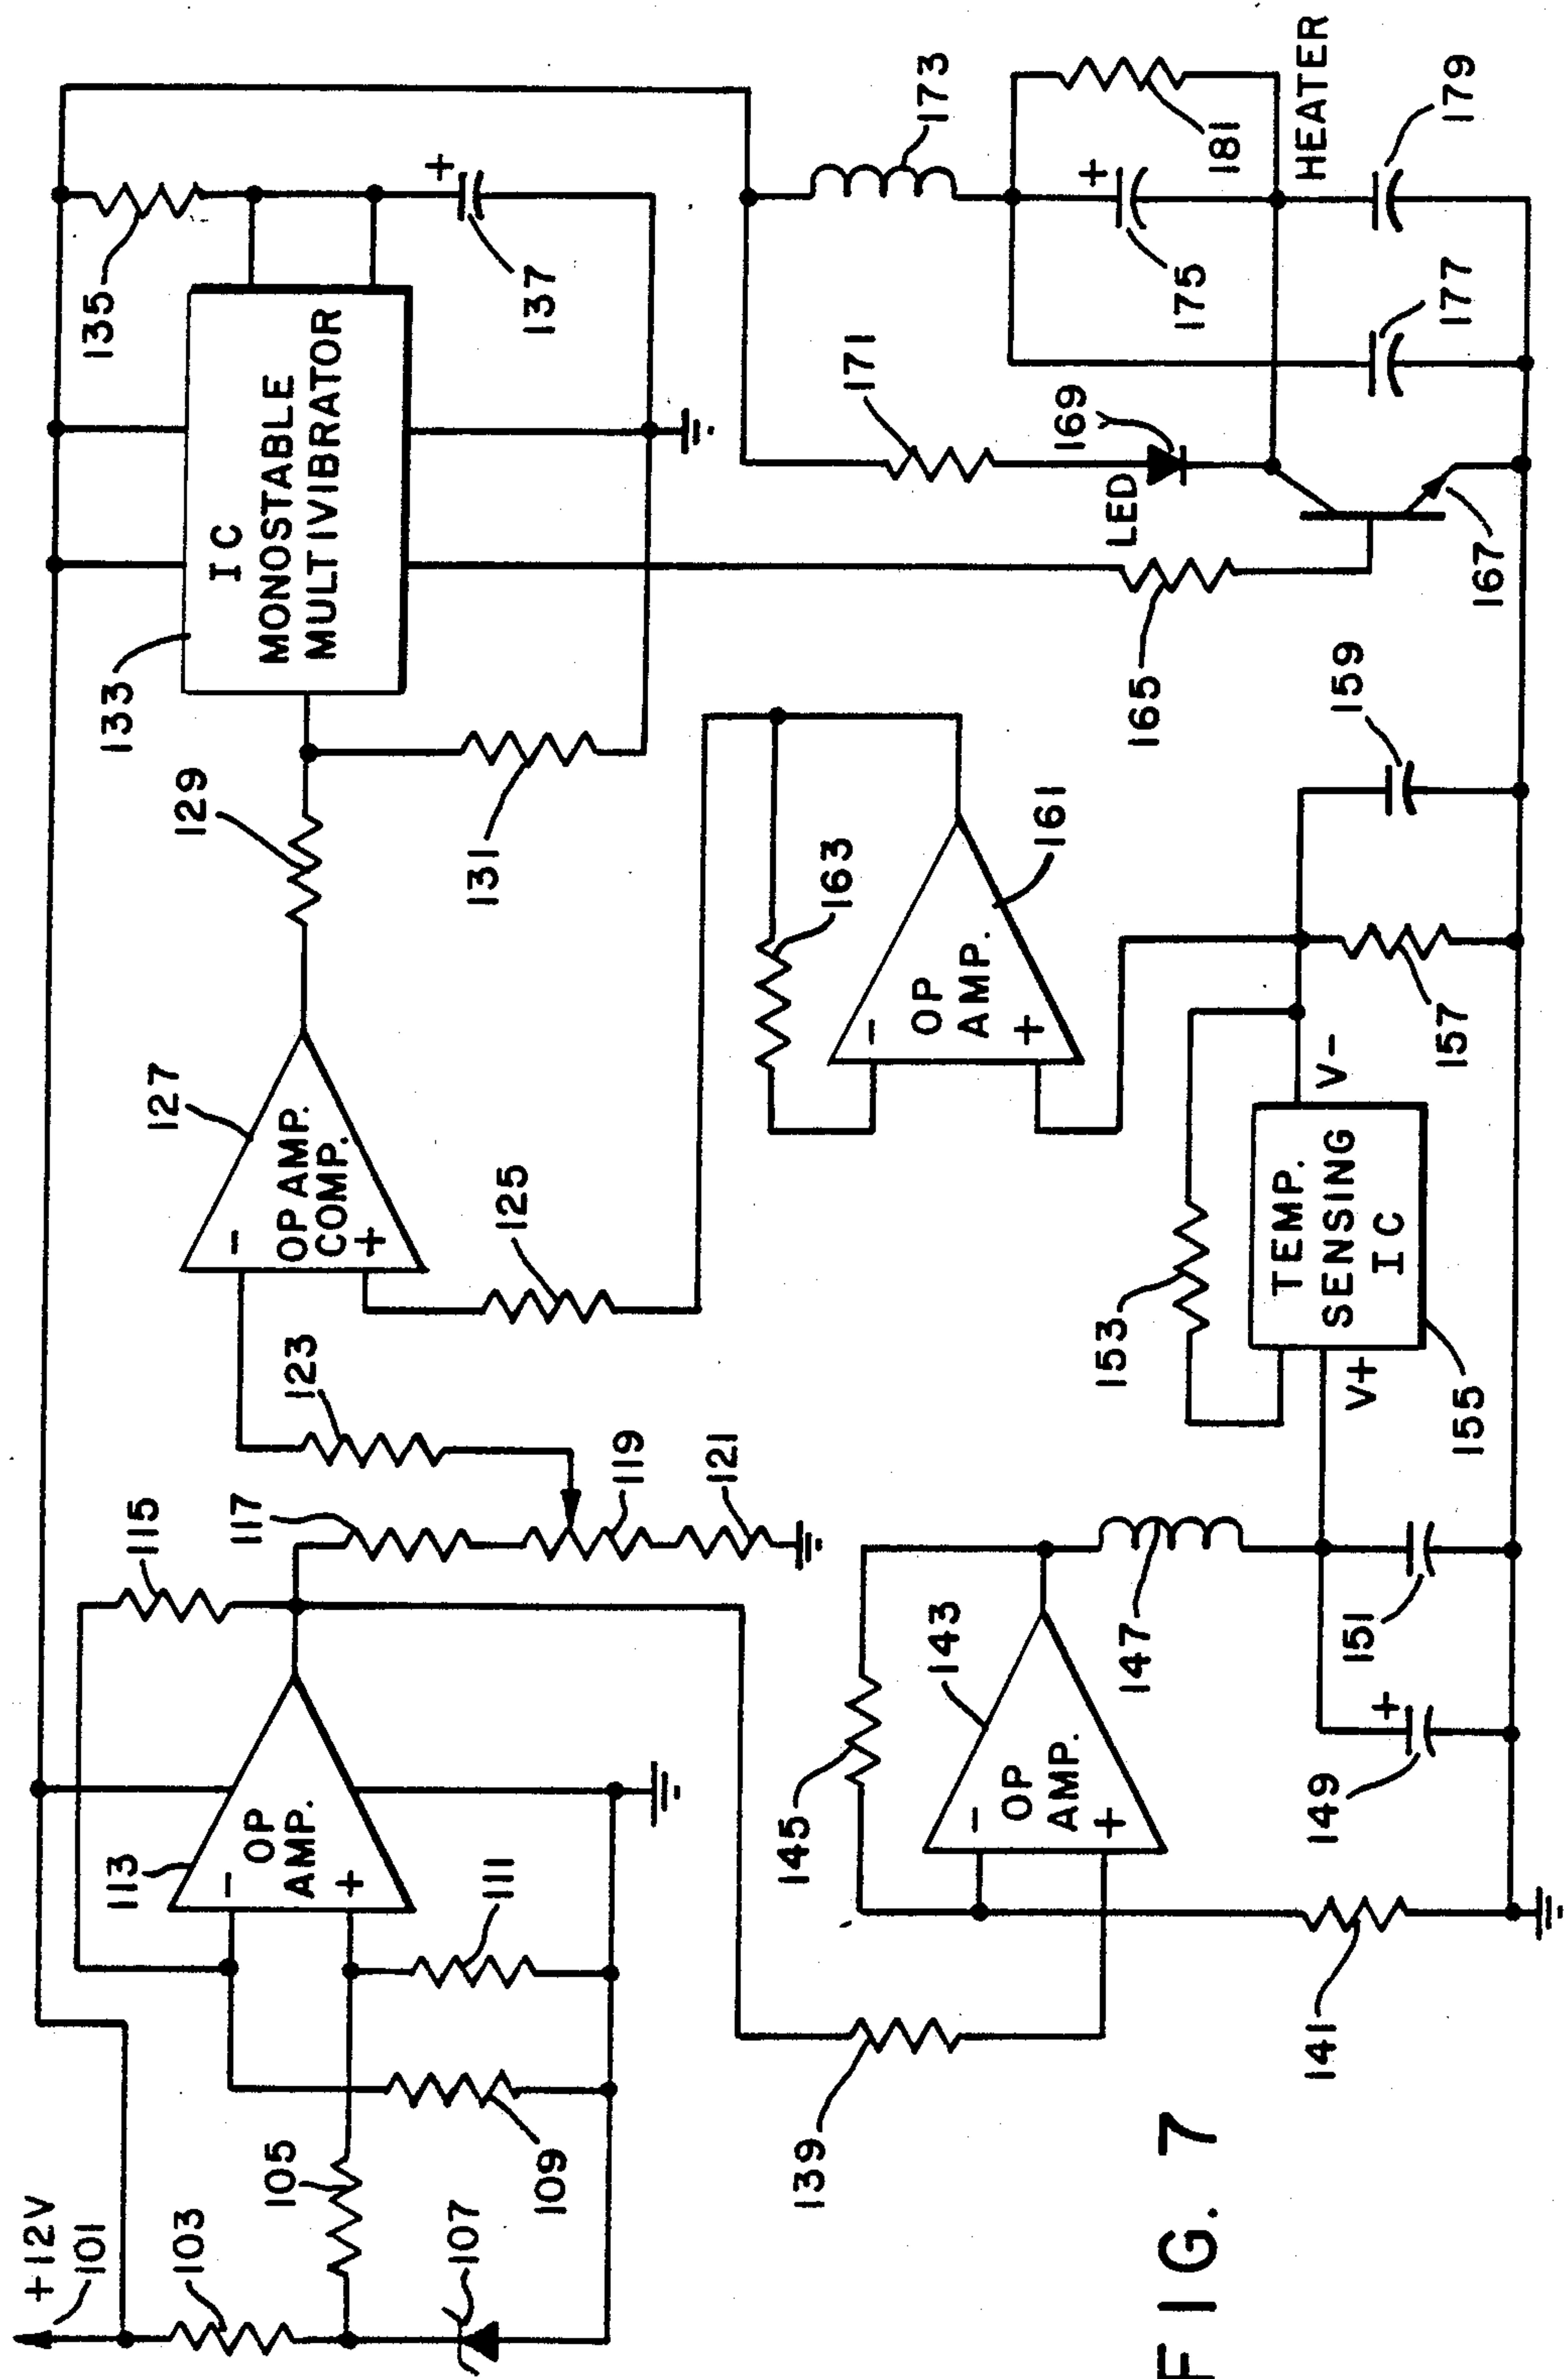 +12V
101
103
105
107
109
111
113
OP
AMP.
-
+
115
117
119
121
123
125
127
OP AMP.
COMP.
-
+
129
131
133
IC
MONOSTABLE
MULTIVIBRATOR
135
137
+
139
141
143
OP
AMP.
-
+
145
147
149
+
151
153
155
TEMP.
SENSING
IC
V+
V-
157
159
161
OP
AMP.
-
+
163
165
167
LED
169
171
173
175
+
177
179
181
HEATER
FIG. 7